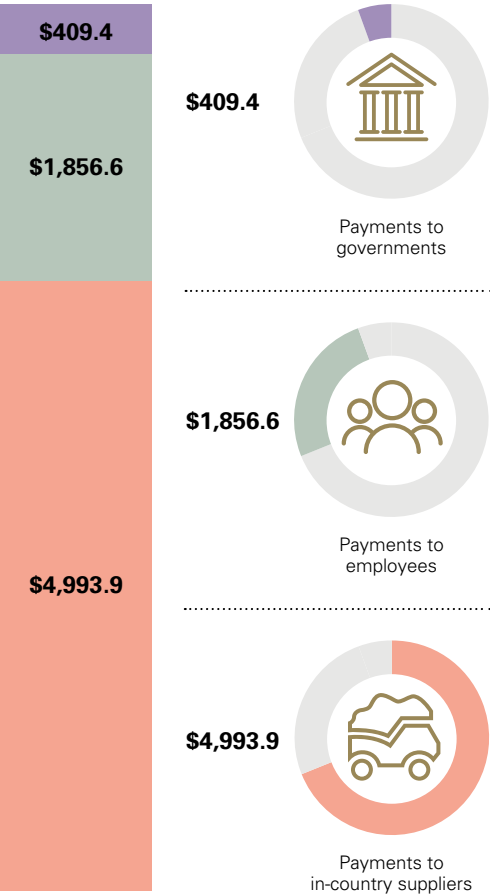 $409.4
$1,856.6
$4,993.9
$409.4
Payments to
governments
$1,856.6
Payments to
employees
$4,993.9
Payments to
in-country suppliers